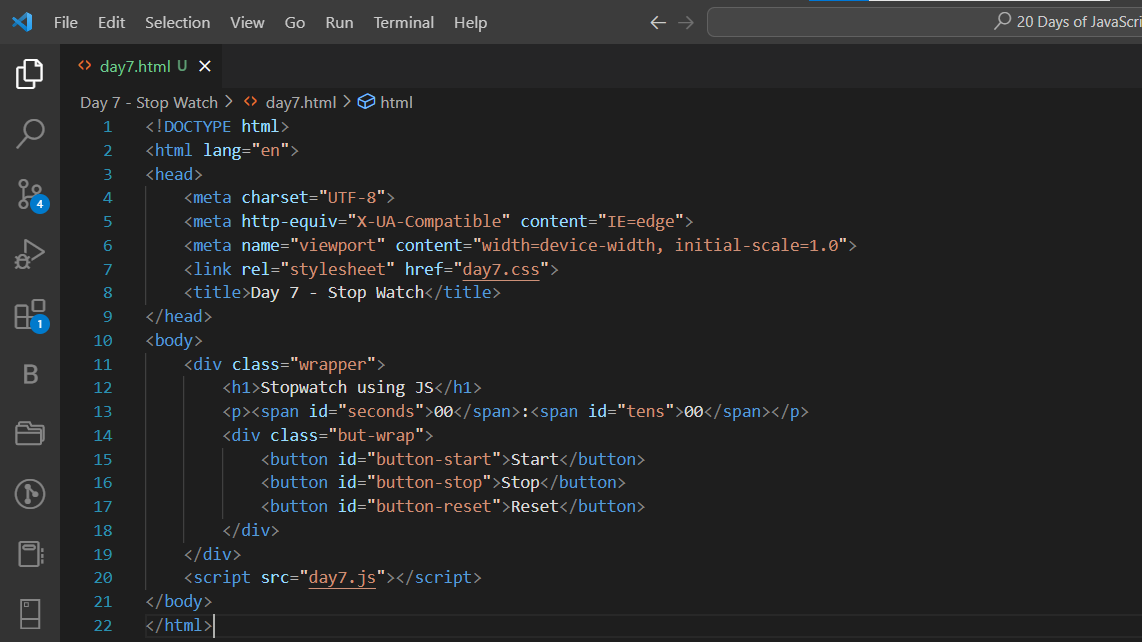 File Edit Selection View Go Run Terminal Help 20 Days of JavaScri
day7.html U
Day 7 - Stop Watch > day7.html > html
1 <!DOCTYPE html>
2 <html lang="en">
3 <head>
4 <meta charset="UTF-8">
5 <meta http-equiv="X-UA-Compatible" content="IE=edge">
6 <meta name="viewport" content="width=device-width, initial-scale=1.0">
7 <link rel="stylesheet" href="day7.css">
8 <title>Day 7 - Stop Watch</title>
9 </head>
10 <body>
11 <div class="wrapper">
12 <h1>Stopwatch using JS</h1>
13 <p><span id="seconds">00</span>:<span id="tens">00</span></p>
14 <div class="but-wrap">
15 <button id="button-start">Start</button>
16 <button id="button-stop">Stop</button>
17 <button id="button-reset">Reset</button>
18 </div>
19 </div>
20 <script src="day7.js"></script>
21 </body>
22 </html>
4
1
B